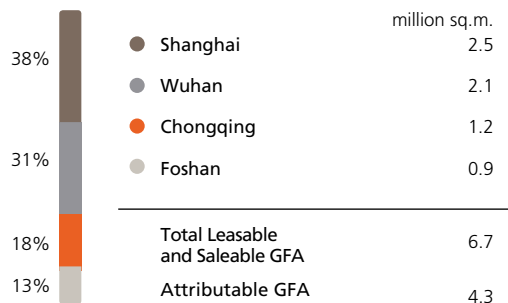 million sq.m.
38%
Shanghai 2.5
Wuhan 2.1
Chongqing 1.2
31%
Foshan 0.9
18%
Total Leasable
and Saleable GFA 6.7
13%
Attributable GFA 4.3